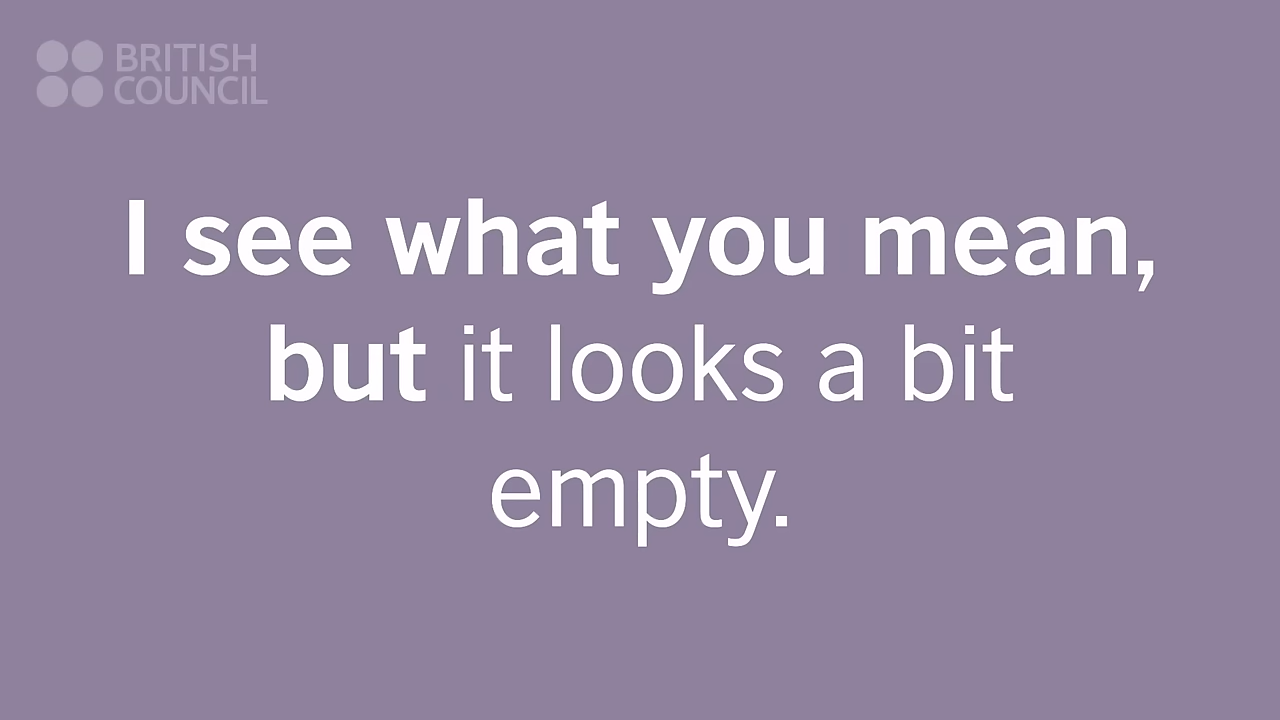 BRITISH
COUNCIL
I see what you mean,
but it looks a bit
empty.